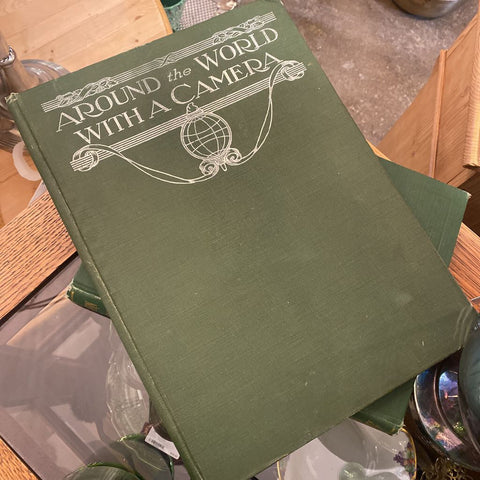 AROUND the WORLD
WITH A CAMERA